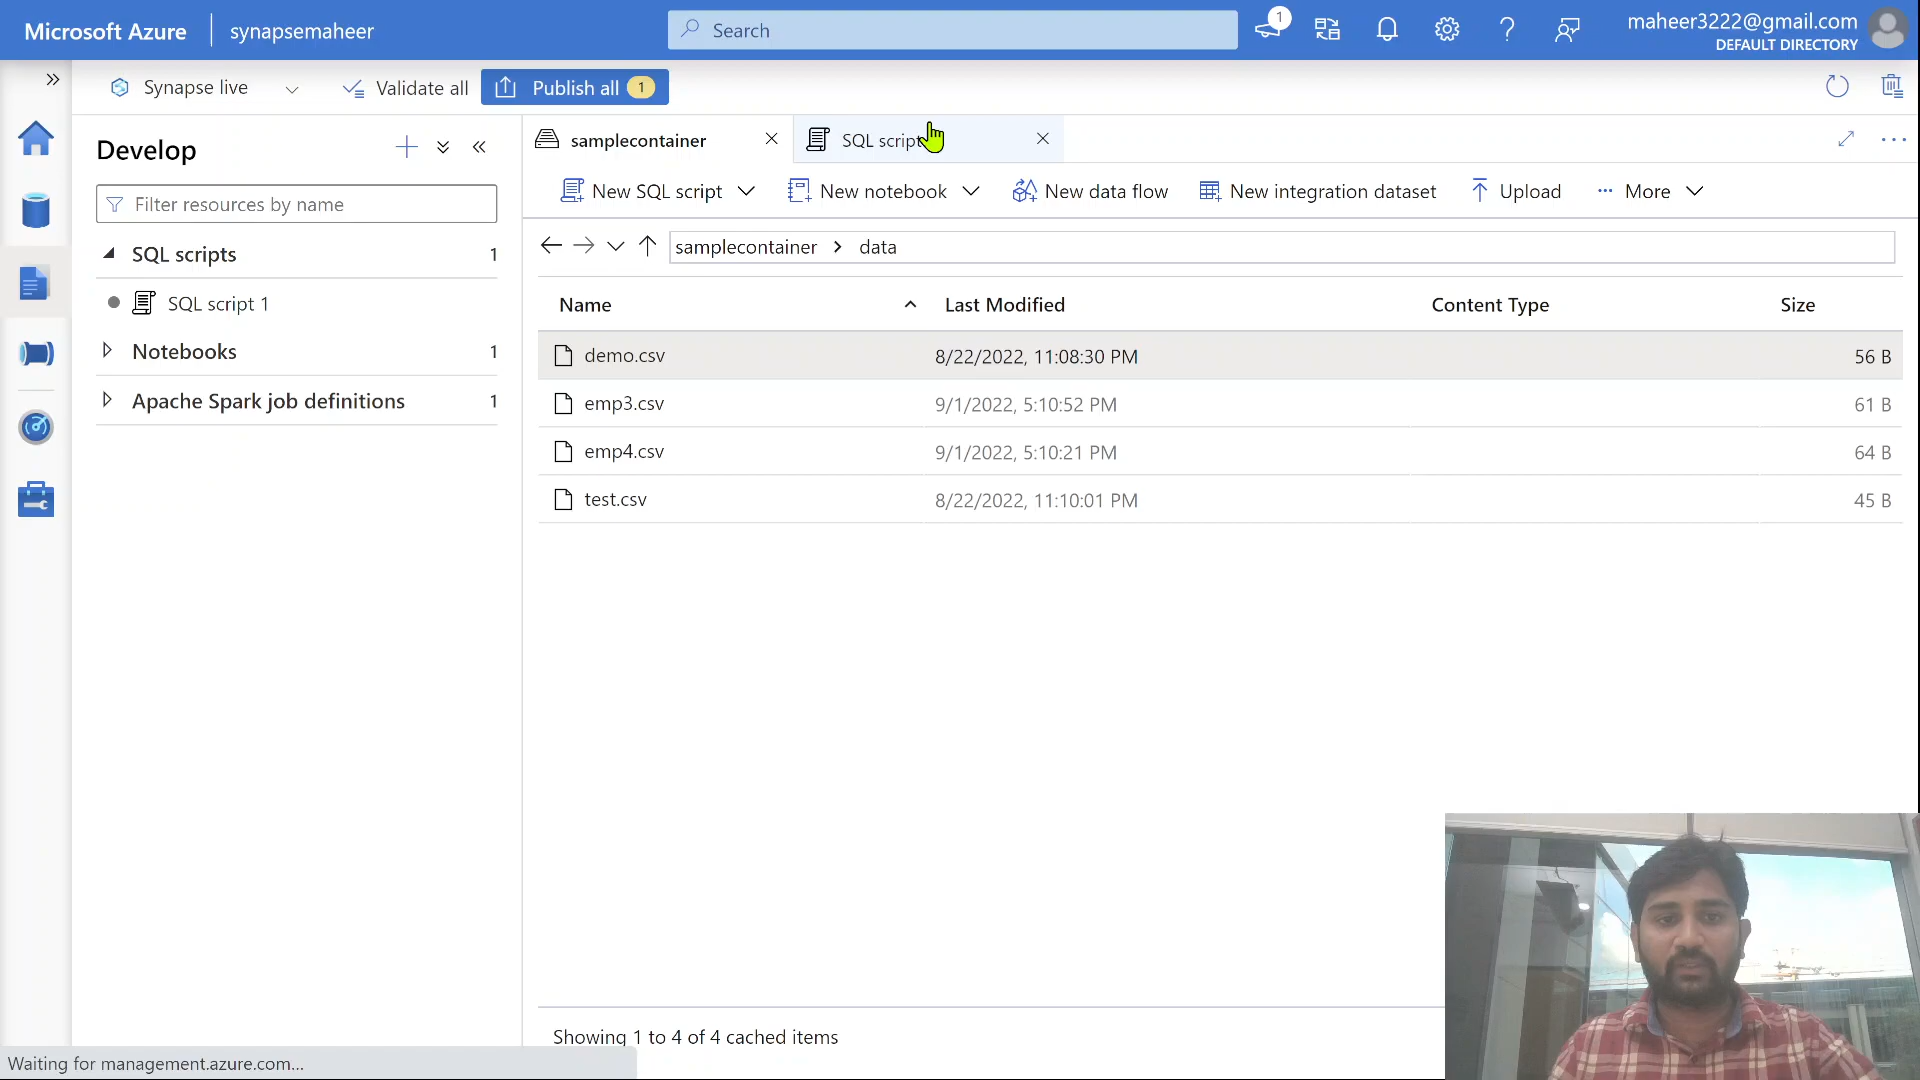 Microsoft Azure
synapsemaheer
Search
1
maheer3222@gmail.com
DEFAULT DIRECTORY
Synapse live
Validate all
Publish all 1
Develop
samplecontainer
SQL script
New SQL script
New notebook
New data flow
New integration dataset
Upload
More
Filter resources by name
samplecontainer > data
SQL scripts 1
SQL script 1
Notebooks 1
Apache Spark job definitions 1
Name Last Modified Content Type Size
demo.csv 8/22/2022, 11:08:30 PM 56 B
emp3.csv 9/1/2022, 5:10:52 PM 61 B
emp4.csv 9/1/2022, 5:10:21 PM 64 B
test.csv 8/22/2022, 11:10:01 PM 45 B
Showing 1 to 4 of 4 cached items
Waiting for management.azure.com...